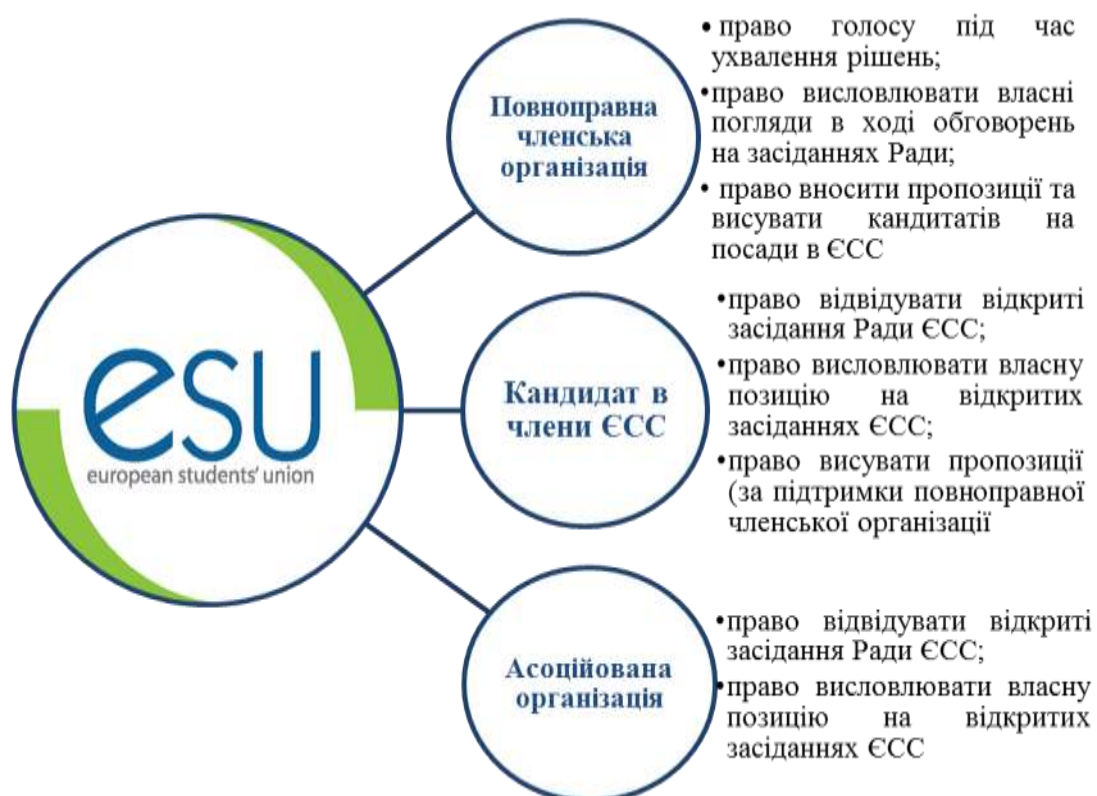 esu
european students' union
Повноправна
членська
організація
• право голосу під час
ухвалення рішень;
•право висловлювати власні
погляди в ході обговорень
на засіданнях Ради;
• право вносити пропозиції та
висувати кандитатів на
посади в ЄСС
Кандидат в
члени ЄСС
•право відвідувати відкриті
засідання Ради ЄСС;
•право висловлювати власну
позицію на відкритих
засіданнях ЄСС;
•право висувати пропозиції
(за підтримки повноправної
членської організації
Асоційована
організація
•право відвідувати відкриті
засідання Ради ЄСС;
•право висловлювати власну
позицію на відкритих
засіданнях ЄСС